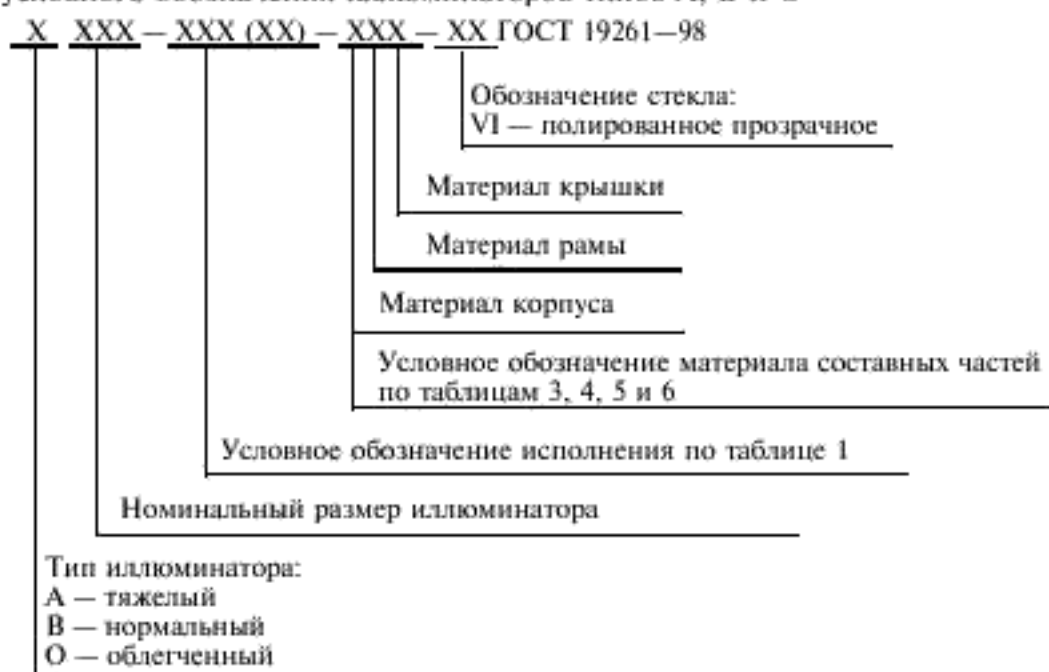 X XXX — XXX (XX) — XXX — XX ГОСТ 19261—98
Обозначение стекла:
VI — полированное прозрачное
Материал крышки
Материал рамы
Материал корпуса
Условное обозначение материала составных частей
по таблицам 3, 4, 5 и 6
Условное обозначение исполнения по таблице 1
Номинальный размер иллюминатора
Тип иллюминатора:
А — тяжелый
В — нормальный
О — облегченный